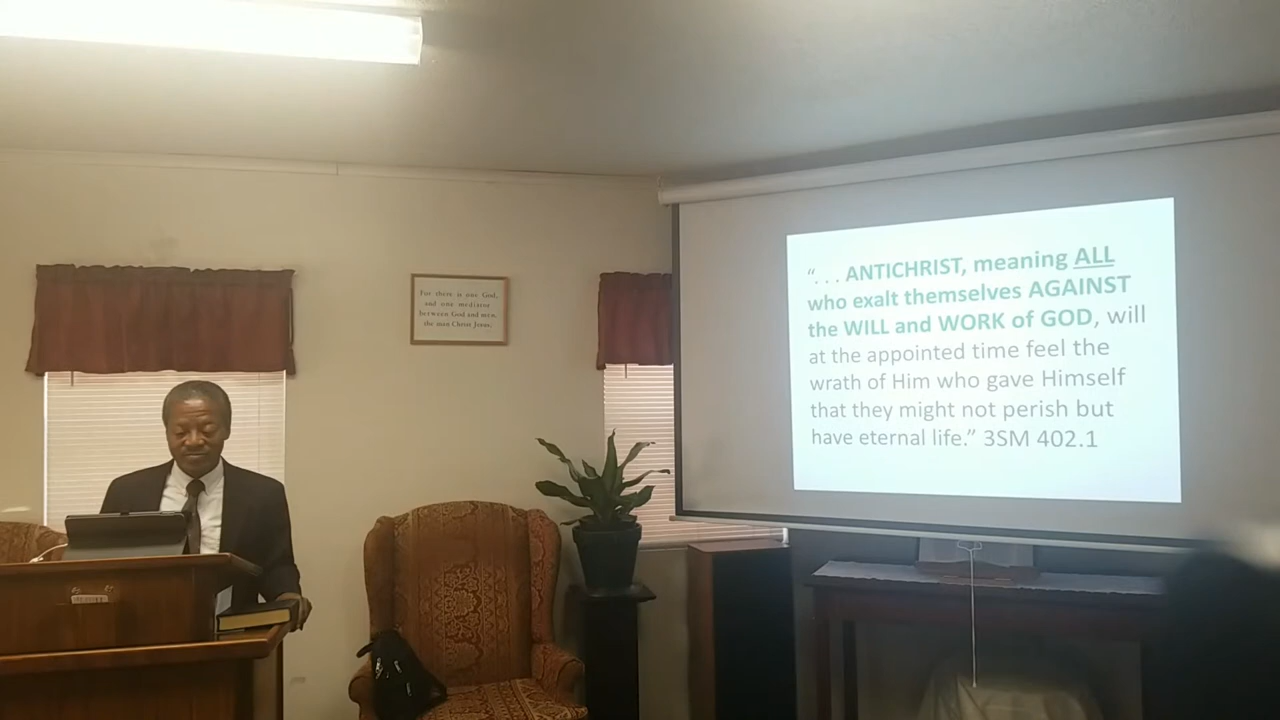 For there is one God,
and one mediator
between God and men,
the man Christ Jesus;
“. . . ANTICHRIST, meaning ALL
who exalt themselves AGAINST
the WILL and WORK of GOD, will
at the appointed time feel the
wrath of Him who gave Himself
that they might not perish but
have eternal life.” 3SM 402.1